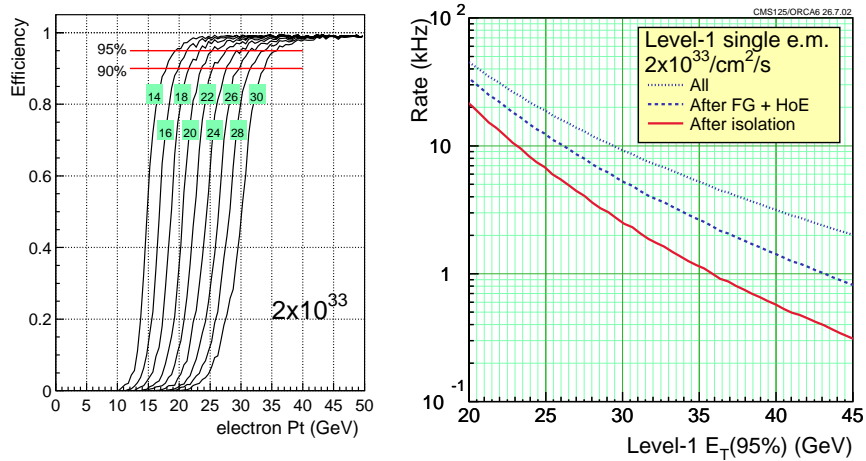 Efficiency
1
0.8
0.6
0.4
0.2
0
95%
90%
14 18 22 26 30
16 20 24 28
2x10³³
0 5 10 15 20 25 30 35 40 45 50
electron Pt (GeV)
CMS125/ORCA6 26.7.02
Rate (kHz)
10²
10
1
10⁻¹
Level-1 single e.m.
2x10³³/cm²/s
All
After FG + HoE
After isolation
20 25 30 35 40 45
Level-1 E_T(95%) (GeV)